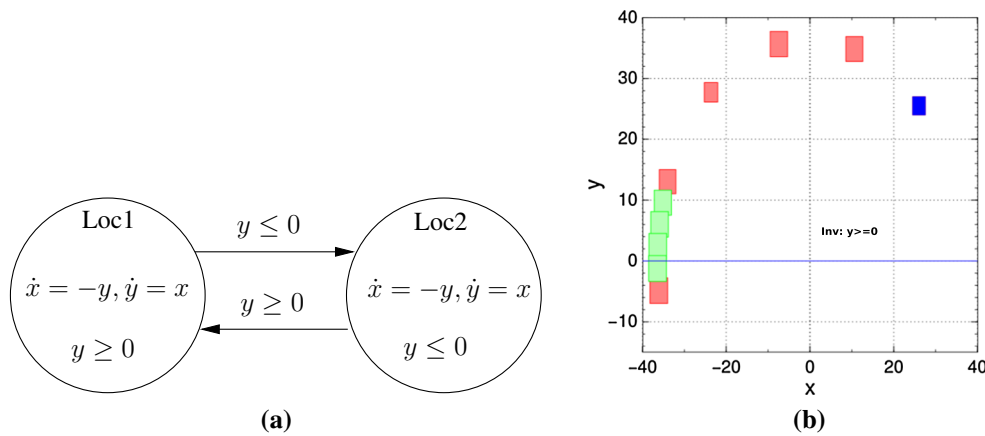 Loc1
ẋ = −y, ẏ = x
y ≥ 0
y ≤ 0
y ≥ 0
Loc2
ẋ = −y, ẏ = x
y ≤ 0
(a)
40
30
20
10
0
−10
y
Inv: y>=0
−40 −20 0 20 40
x
(b)